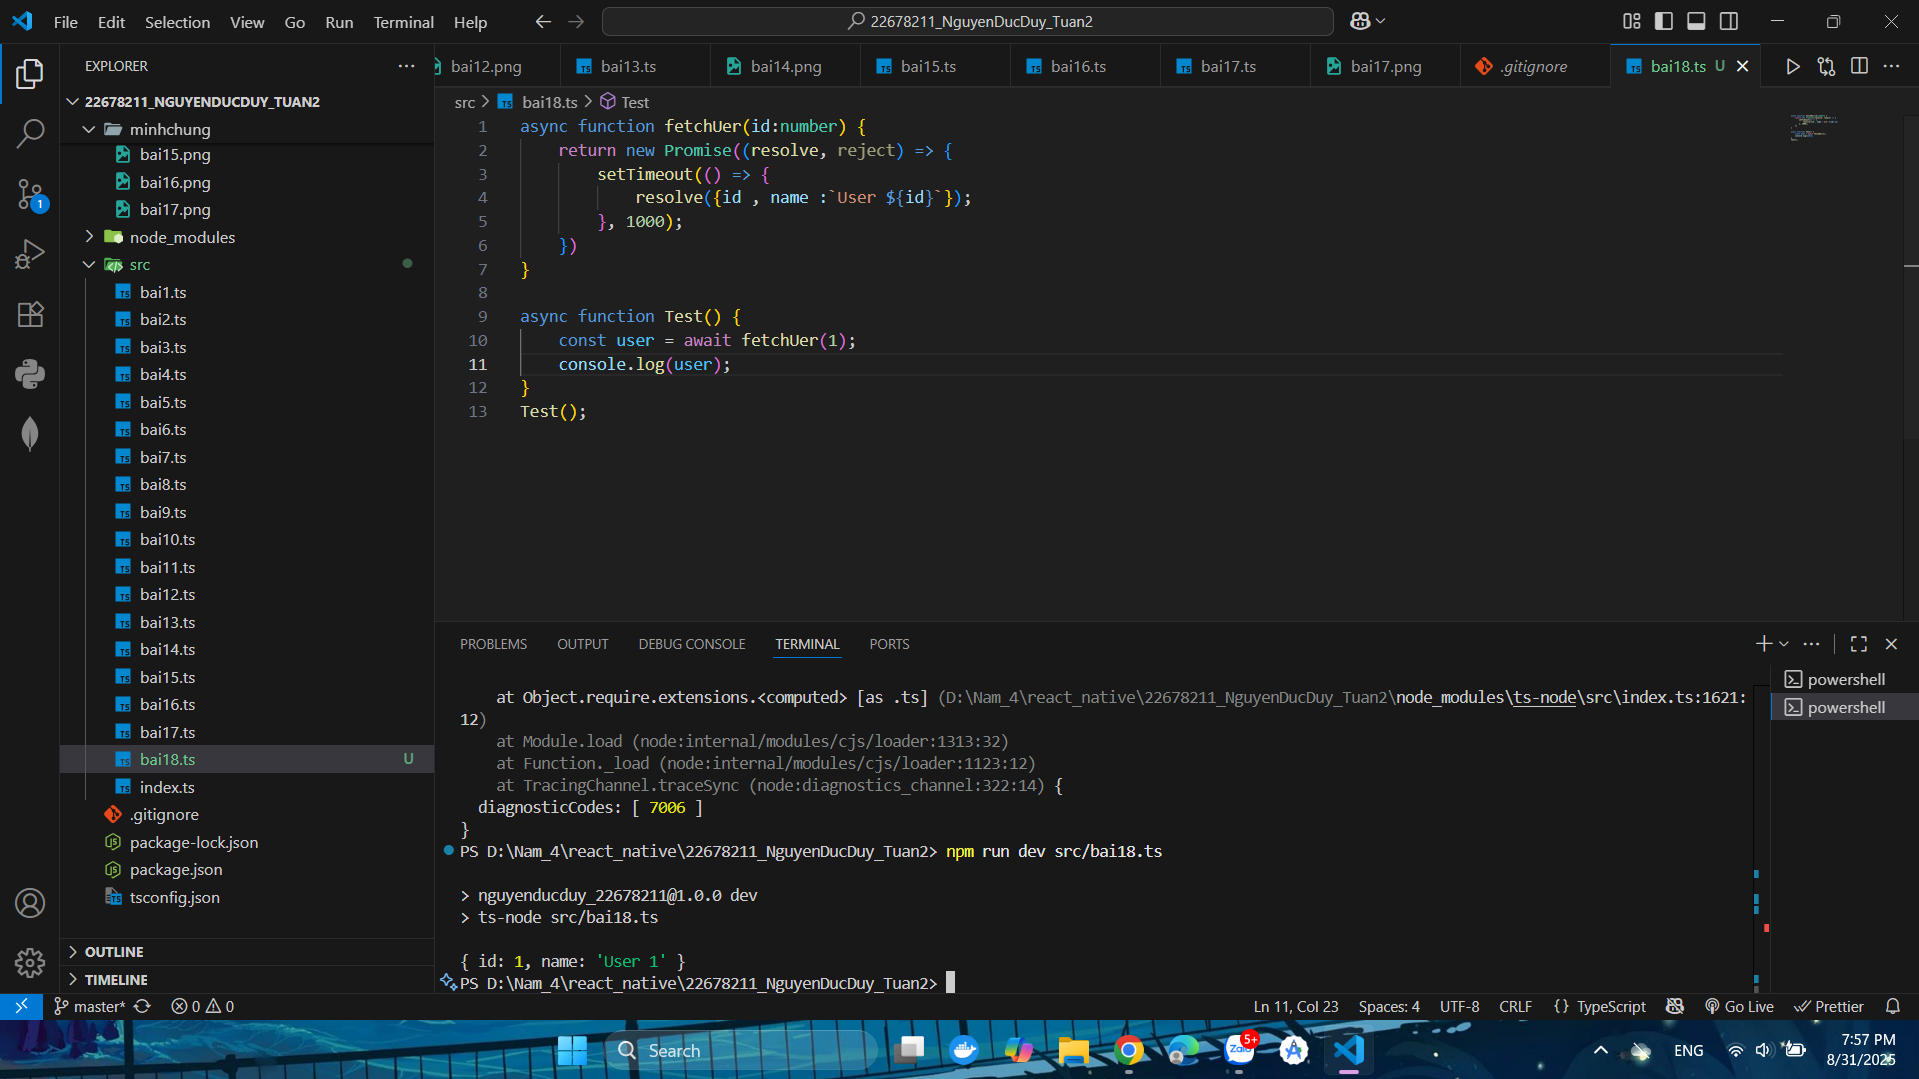 File Edit Selection View Go Run Terminal Help
22678211_NguyenDucDuy_Tuan2
EXPLORER
bai12.png
bai13.ts
bai14.png
bai15.ts
bai16.ts
bai17.ts
bai17.png
.gitignore
bai18.ts U
22678211_NGUYENDUCDUY_TUAN2
minhchung
bai15.png
bai16.png
bai17.png
node_modules
src
bai1.ts
bai2.ts
bai3.ts
bai4.ts
bai5.ts
bai6.ts
bai7.ts
bai8.ts
bai9.ts
bai10.ts
bai11.ts
bai12.ts
bai13.ts
bai14.ts
bai15.ts
bai16.ts
bai17.ts
bai18.ts U
index.ts
.gitignore
package-lock.json
package.json
tsconfig.json
OUTLINE
TIMELINE
1
src > bai18.ts > Test
1 async function fetchUer(id:number) {
2 return new Promise((resolve, reject) => {
3 setTimeout(() => {
4 resolve({id , name :`User ${id}`});
5 }, 1000);
6 })
7 }
8
9 async function Test() {
10 const user = await fetchUer(1);
11 console.log(user);
12 }
13 Test();
PROBLEMS OUTPUT DEBUG CONSOLE TERMINAL PORTS
powershell
powershell
at Object.require.extensions.<computed> [as .ts] (D:\Nam_4\react_native\22678211_NguyenDucDuy_Tuan2\node_modules\ts-node\src\index.ts:1621:
12)
at Module.load (node:internal/modules/cjs/loader:1313:32)
at Function._load (node:internal/modules/cjs/loader:1123:12)
at TracingChannel.traceSync (node:diagnostics_channel:322:14) {
diagnosticCodes: [ 7006 ]
}
PS D:\Nam_4\react_native\22678211_NguyenDucDuy_Tuan2> npm run dev src/bai18.ts
> nguyenducduy_22678211@1.0.0 dev
> ts-node src/bai18.ts
{ id: 1, name: 'User 1' }
PS D:\Nam_4\react_native\22678211_NguyenDucDuy_Tuan2>
master* 0 0
Ln 11, Col 23 Spaces: 4 UTF-8 CRLF {} TypeScript Go Live Prettier
Search
Zalo
5+
ENG
7:57 PM
8/31/2025